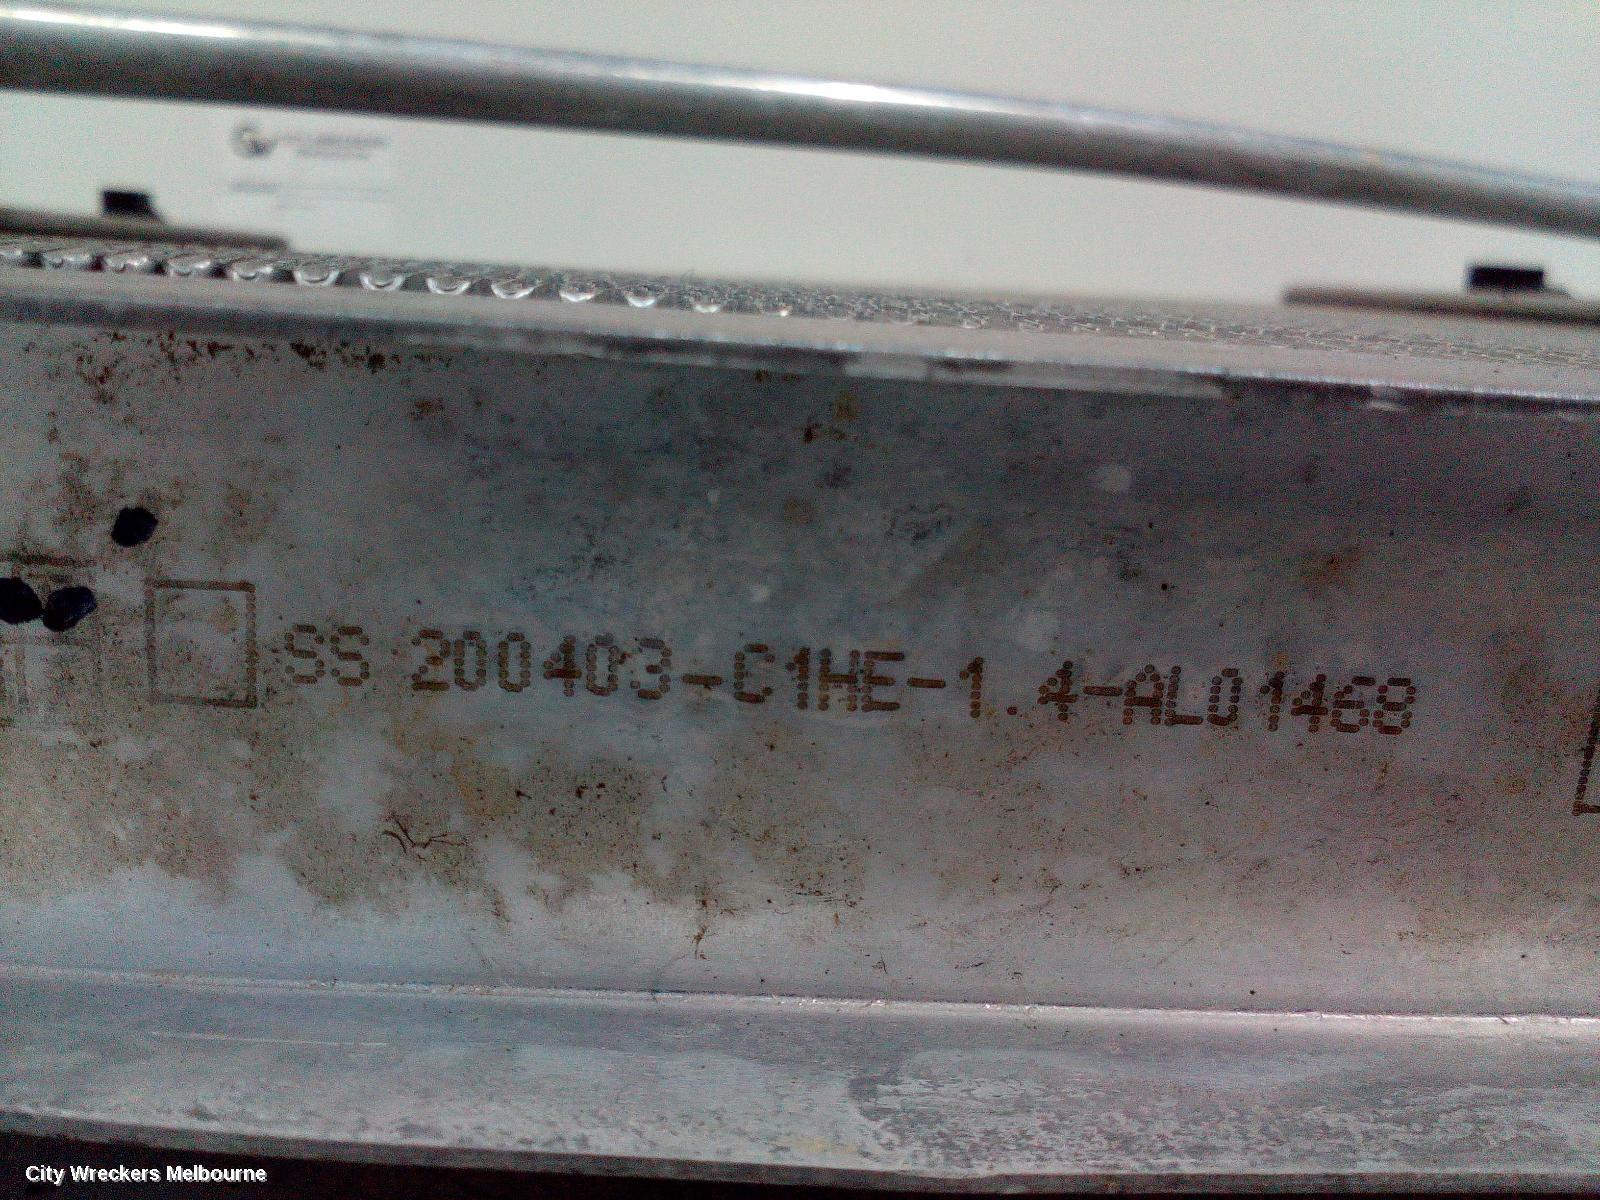 SS 200403-C1HE-1.4-AL01468
City Wreckers Melbourne